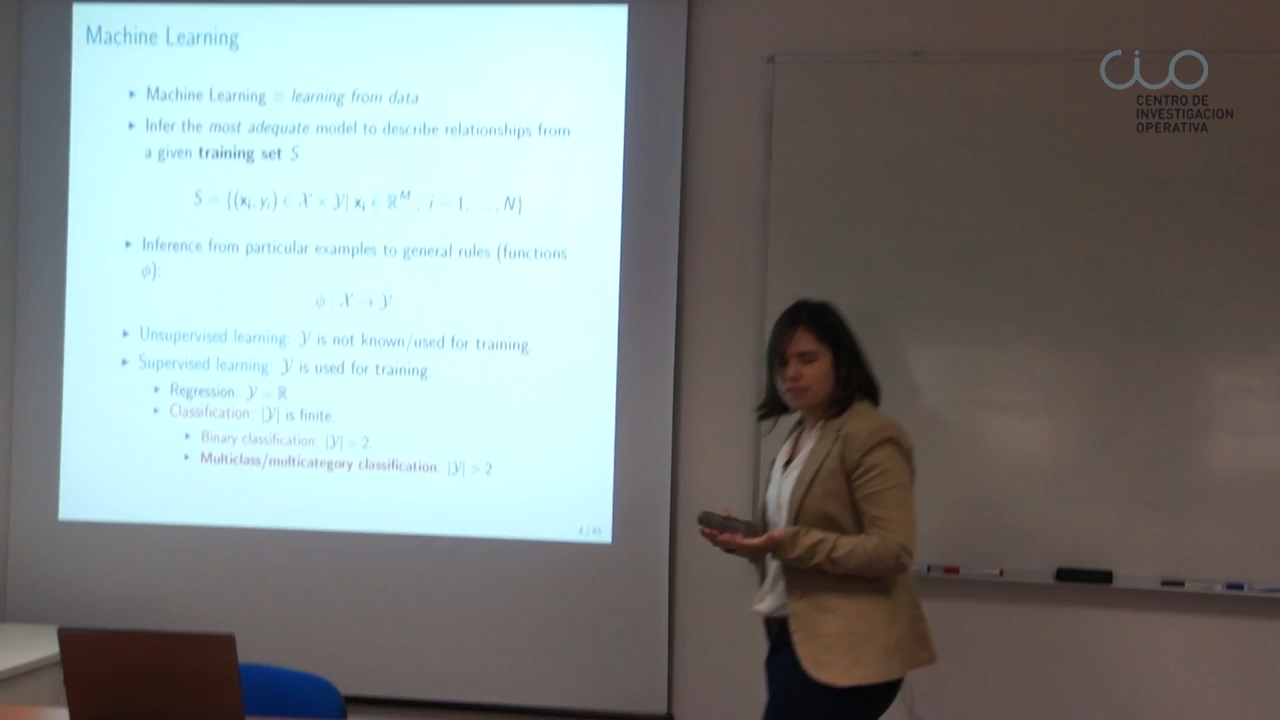 Machine Learning
CIO
CENTRO DE
INVESTIGACION
OPERATIVA
▸ Machine Learning = learning from data
▸ Infer the most adequate model to describe relationships from
a given training set S:
S = {(xᵢ, yᵢ) ∈ 𝒳 × 𝒴| xᵢ ∈ ℝᴹ, i = 1, . . . , N}
▸ Inference from particular examples to general rules (functions
ϕ):
ϕ : 𝒳 → 𝒴
▸ Unsupervised learning: 𝒴 is not known/used for training.
▸ Supervised learning: 𝒴 is used for training.
▸ Regression: 𝒴 = ℝ
▸ Classification: |𝒴| is finite.
▸ Binary classification: |𝒴| = 2.
▸ Multiclass/multicategory classification: |𝒴| > 2